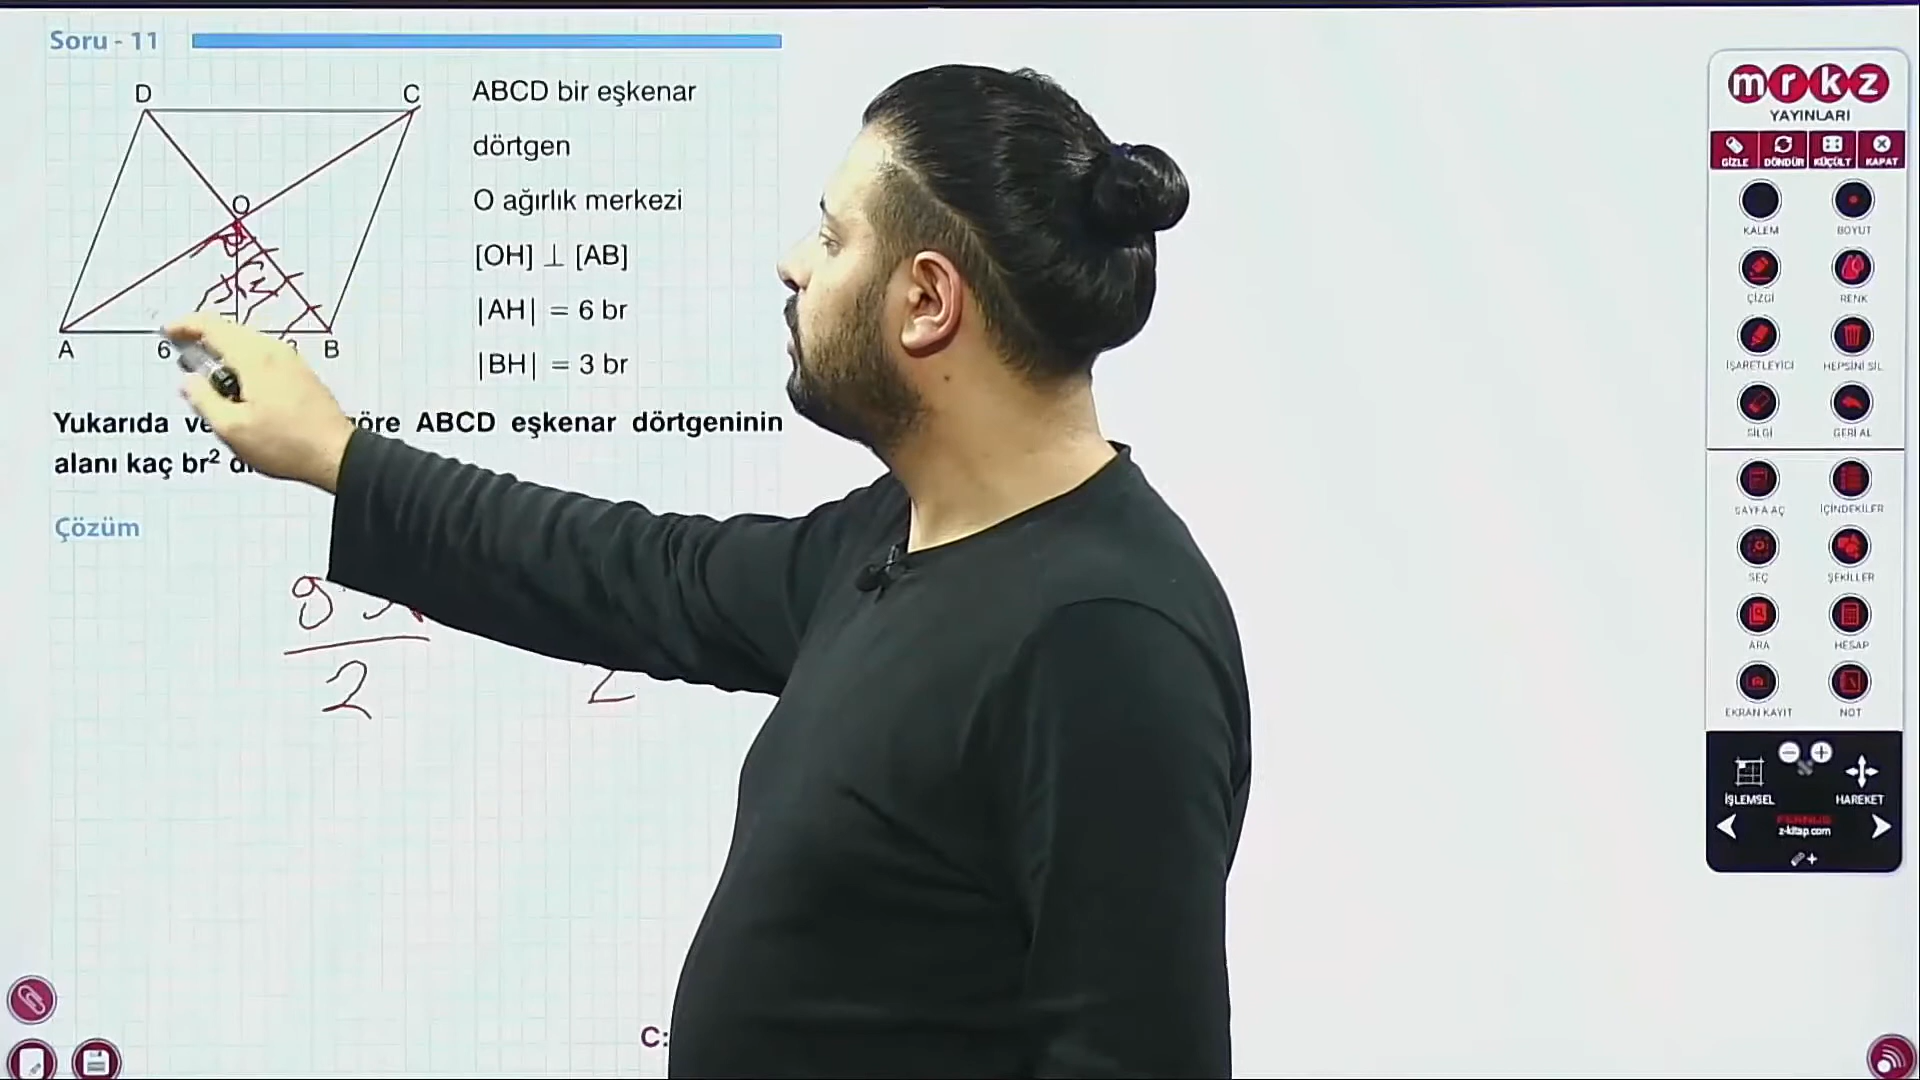 Soru - 11
D
C
O
A
B
6
3
ABCD bir eşkenar
dörtgen
O ağırlık merkezi
[OH] ⊥ [AB]
|AH| = 6 br
|BH| = 3 br
Yukarıda öre ABCD eşkenar dörtgeninin
alanı kaç br²
Çözüm
9
2
2
C:
mrkz
YAYINLARI
GİZLE DÖNDÜR KÜÇÜLT KAPAT
KALEM BOYUT
ÇİZGİ RENK
İŞARETLEYİCİ HEPSİNİ SİL
SİLGİ GERİ AL
SAYFA AÇ İÇİNDEKİLER
SEÇ ŞEKİLLER
ARA HESAP
EKRAN KAYIT NOT
İŞLEMSEL HAREKET
FERNUS
z-kitap.com